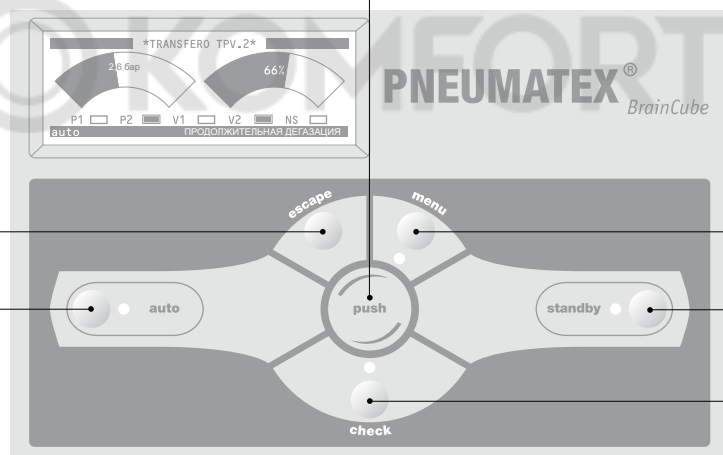 KOMFORT
*TRANSFERO TPV.2*
2,6 бар
66%
P1 P2 V1 V2 NS
auto ПРОДОЛЖИТЕЛЬНАЯ ДЕГАЗАЦИЯ
PNEUMATEX®
BrainCube
escape
menu
auto
push
standby
check